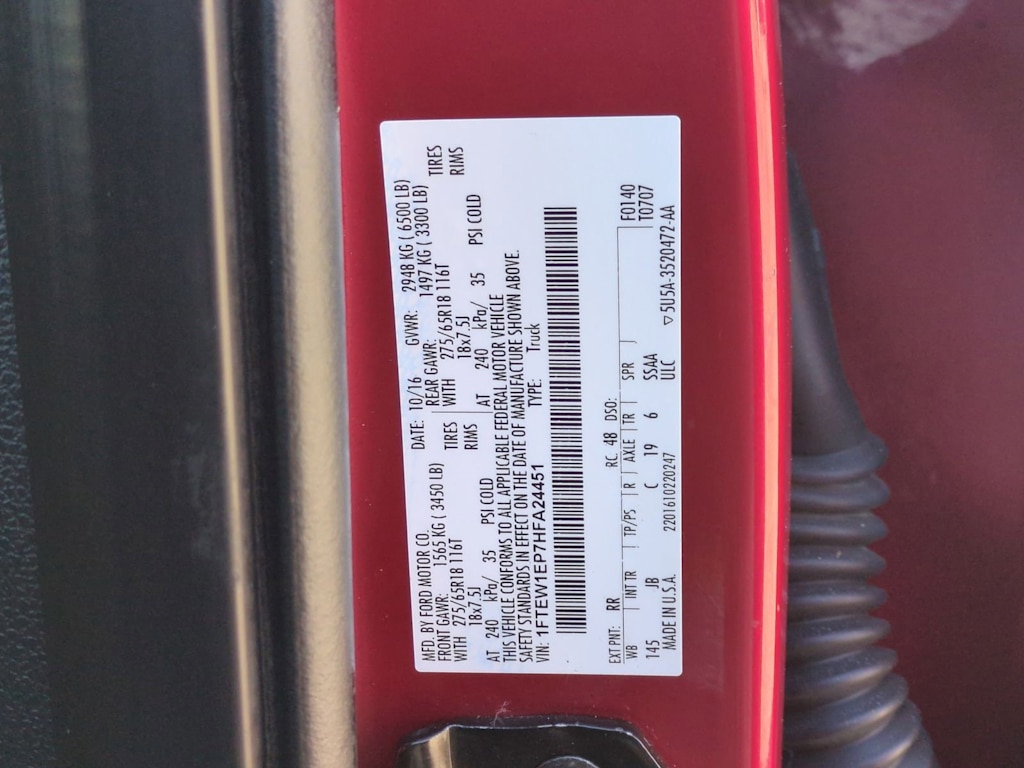 MFD. BY FORD MOTOR CO. DATE: 10/16 GVWR: 2948 KG ( 6500 LB)
FRONT GAWR: 1565 KG ( 3450 LB) REAR GAWR: 1497 KG ( 3300 LB)
WITH 275/65R18 116T TIRES WITH 275/65R18 116T TIRES
18x7.5J RIMS 18x7.5J RIMS
AT 240 kPa/ 35 PSI COLD AT 240 kPa/ 35 PSI COLD
THIS VEHICLE CONFORMS TO ALL APPLICABLE FEDERAL MOTOR VEHICLE
SAFETY STANDARDS IN EFFECT ON THE DATE OF MANUFACTURE SHOWN ABOVE.
VIN: 1FTEW1EP7HFA24451 TYPE: Truck
EXT PNT: RR RC: 48 DSO: F0140
WB INT TR TP/PS R AXLE TR SPR T0707
145 JB C 19 6 SSAA
MADE IN U.S.A. 2201610220247 ULC ▽5U5A-3520472-AA